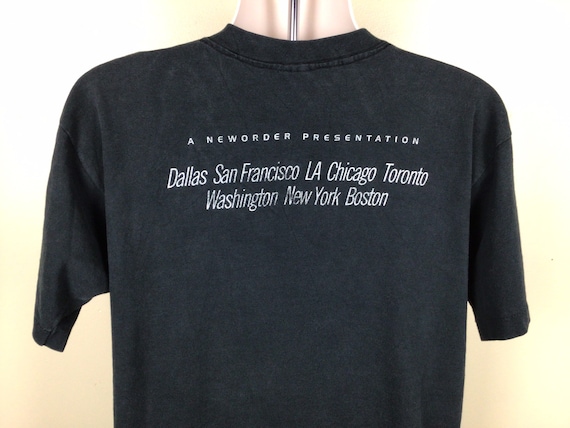 A NEWORDER PRESENTATION
Dallas San Francisco LA Chicago Toronto
Washington New York Boston